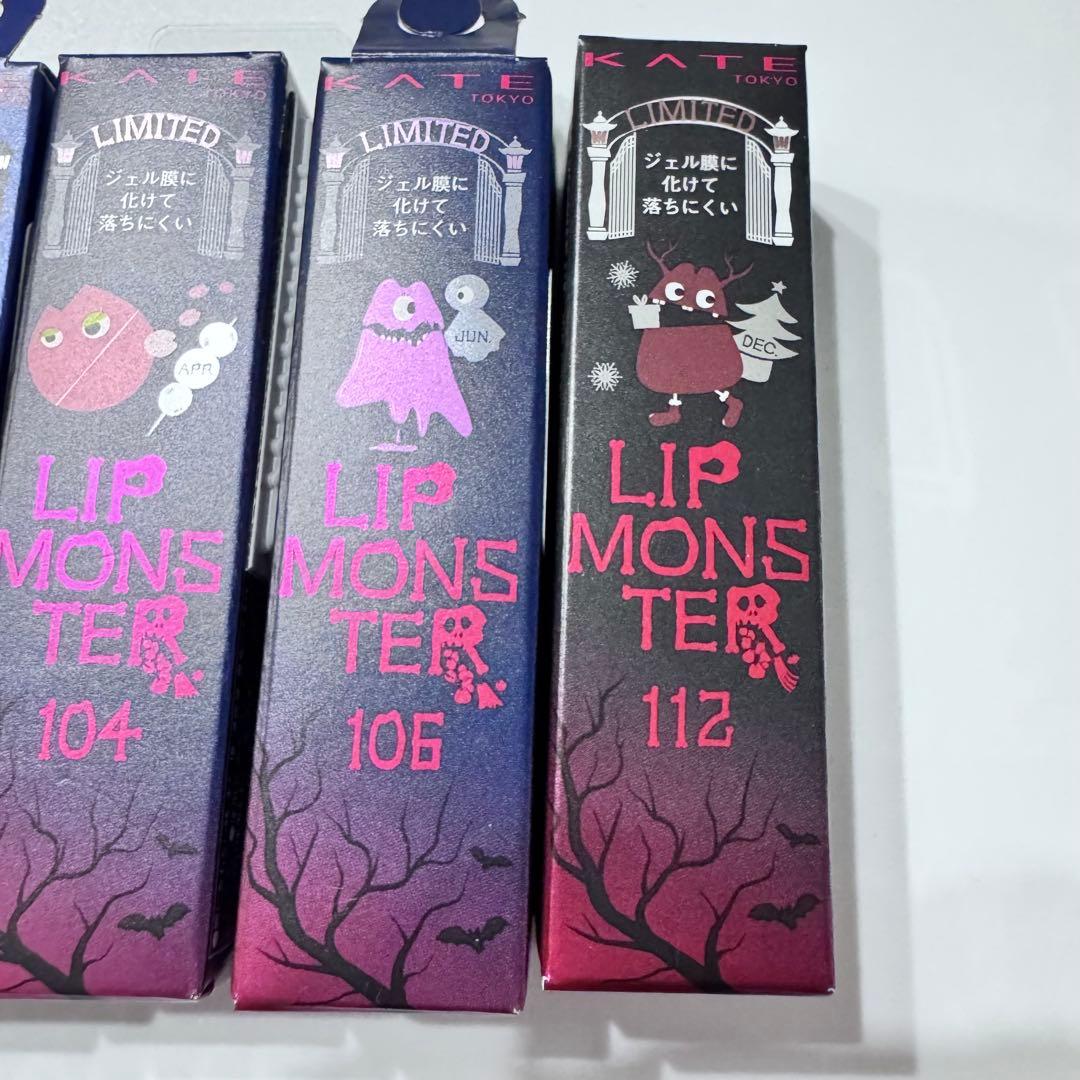 KATE
TOKYO
LIMITED
ジェル膜に
化けて
落ちにくい
APR
LIP
MONS
TER
104
KATE
TOKYO
LIMITED
ジェル膜に
化けて
落ちにくい
JUN.
LIP
MONS
TER
106
KATE
TOKYO
LIMITED
ジェル膜に
化けて
落ちにくい
DEC.
LIP
MONS
TER
112